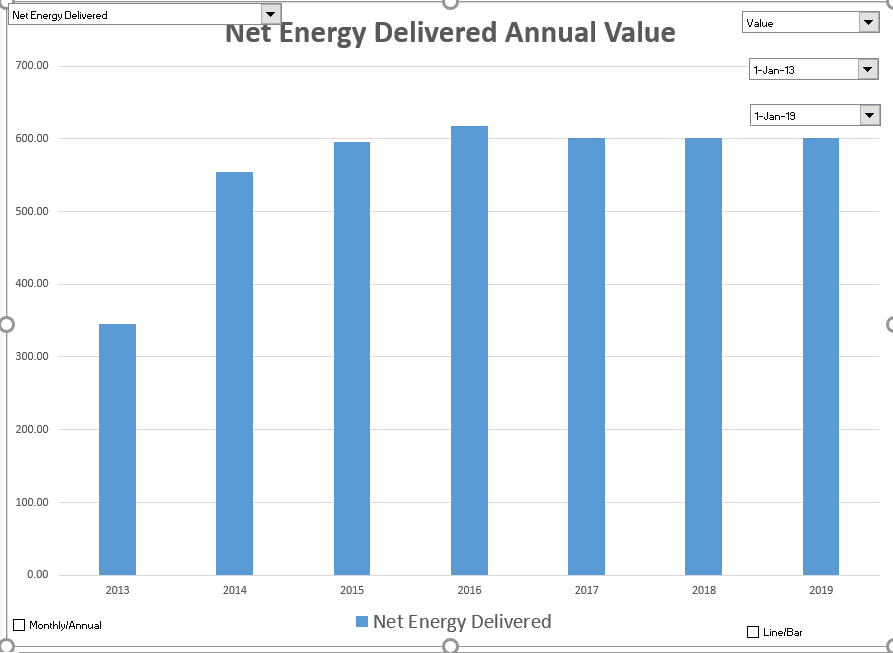 Net Energy Delivered
Net Energy Delivered Annual Value
Value
1-Jan-13
1-Jan-19
700.00
600.00
500.00
400.00
300.00
200.00
100.00
0.00
2013 2014 2015 2016 2017 2018 2019
Net Energy Delivered
Monthly/Annual
Line/Bar